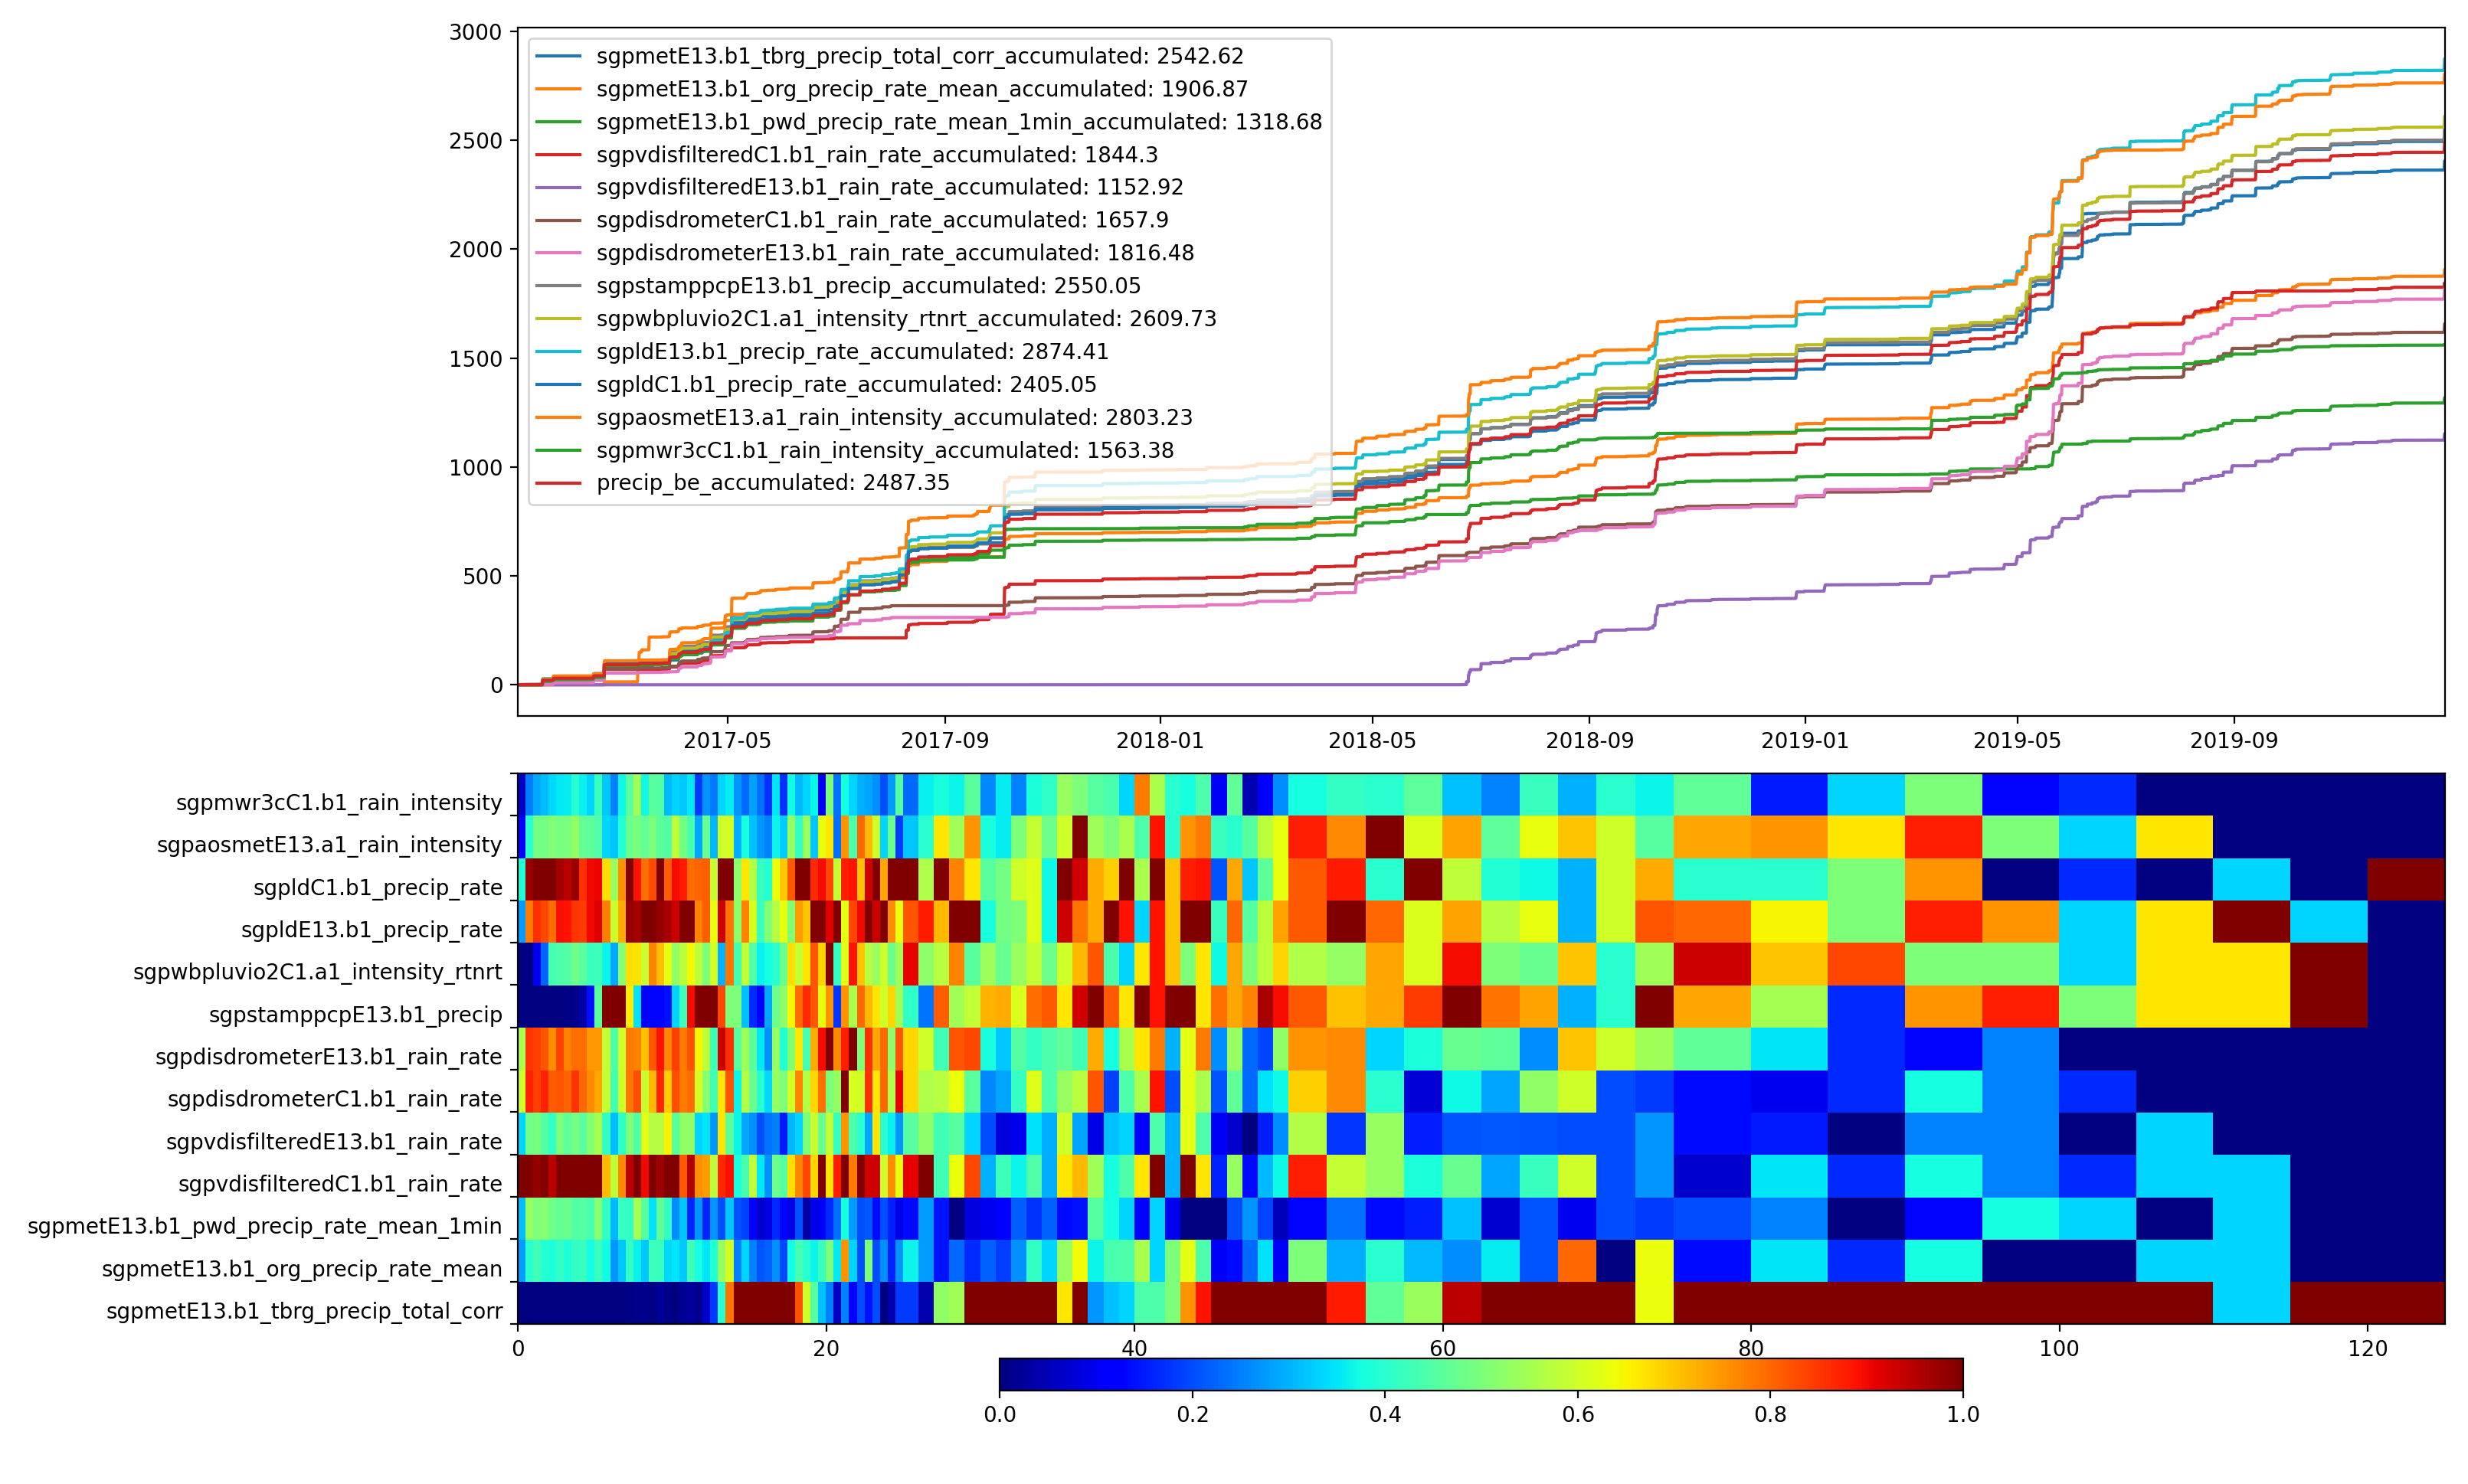 3000
2500
2000
1500
1000
500
0
sgpmetE13.b1_tbrg_precip_total_corr_accumulated: 2542.62
sgpmetE13.b1_org_precip_rate_mean_accumulated: 1906.87
sgpmetE13.b1_pwd_precip_rate_mean_1min_accumulated: 1318.68
sgpvdisfilteredC1.b1_rain_rate_accumulated: 1844.3
sgpvdisfilteredE13.b1_rain_rate_accumulated: 1152.92
sgpdisdrometerC1.b1_rain_rate_accumulated: 1657.9
sgpdisdrometerE13.b1_rain_rate_accumulated: 1816.48
sgpstamppcpE13.b1_precip_accumulated: 2550.05
sgpwbpluvio2C1.a1_intensity_rtnrt_accumulated: 2609.73
sgpldE13.b1_precip_rate_accumulated: 2874.41
sgpldC1.b1_precip_rate_accumulated: 2405.05
sgpaosmetE13.a1_rain_intensity_accumulated: 2803.23
sgpmwr3cC1.b1_rain_intensity_accumulated: 1563.38
precip_be_accumulated: 2487.35
2017-05 2017-09 2018-01 2018-05 2018-09 2019-01 2019-05 2019-09
sgpmwr3cC1.b1_rain_intensity
sgpaosmetE13.a1_rain_intensity
sgpldC1.b1_precip_rate
sgpldE13.b1_precip_rate
sgpwbpluvio2C1.a1_intensity_rtnrt
sgpstamppcpE13.b1_precip
sgpdisdrometerE13.b1_rain_rate
sgpdisdrometerC1.b1_rain_rate
sgpvdisfilteredE13.b1_rain_rate
sgpvdisfilteredC1.b1_rain_rate
sgpmetE13.b1_pwd_precip_rate_mean_1min
sgpmetE13.b1_org_precip_rate_mean
sgpmetE13.b1_tbrg_precip_total_corr
0 20 40 60 80 100 120
0.0 0.2 0.4 0.6 0.8 1.0